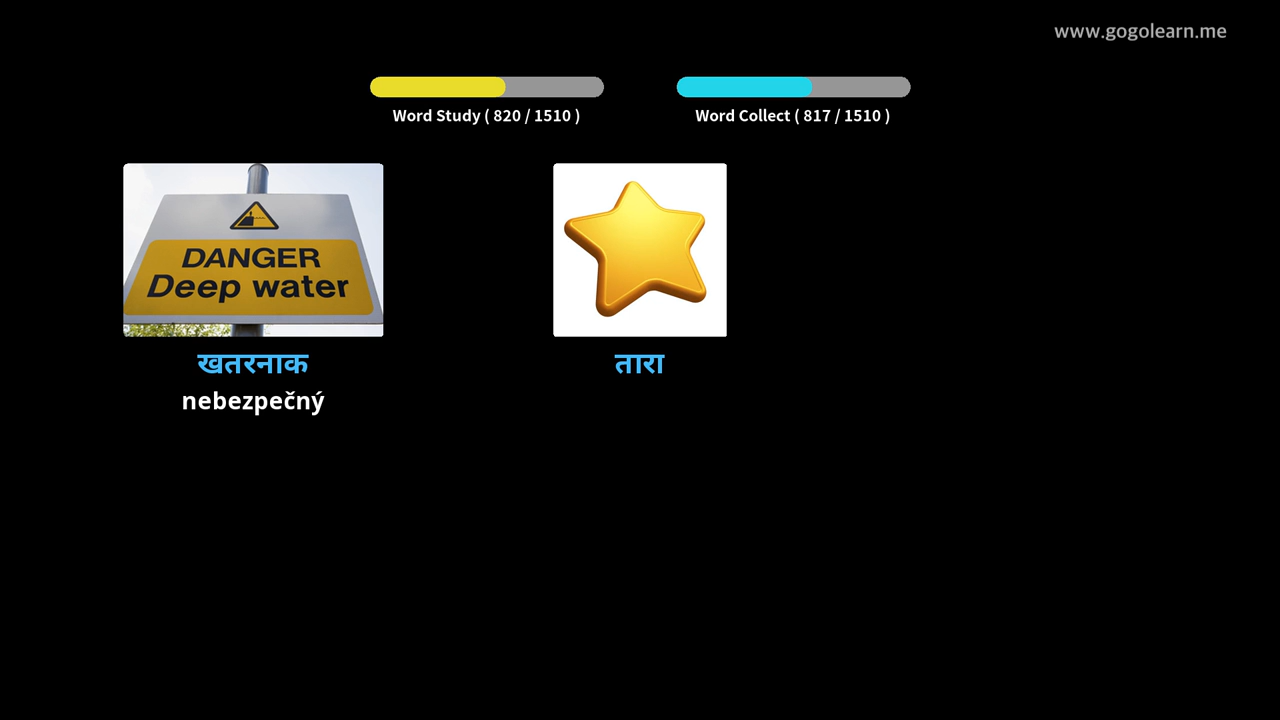 www.gogolearn.me
Word Study ( 820 / 1510 )
Word Collect ( 817 / 1510 )
DANGER
Deep water
खतरनाक
nebezpečný
तारा